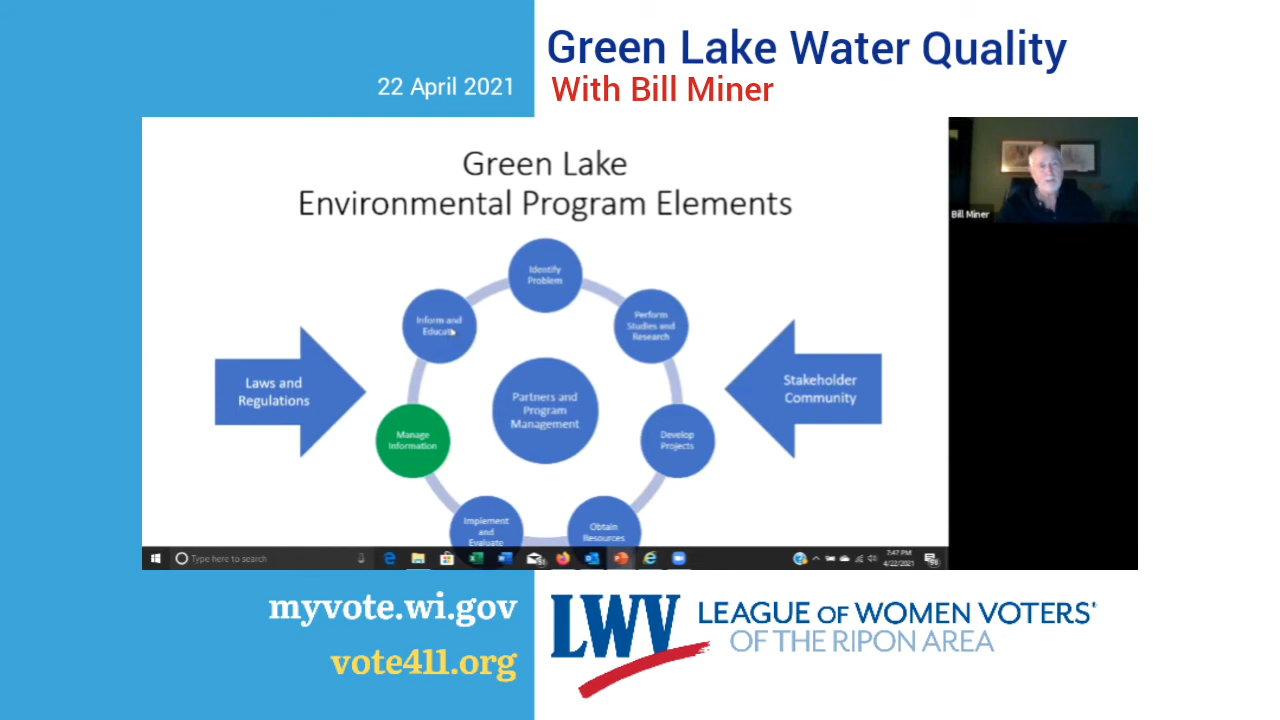 Green Lake Water Quality
22 April 2021
With Bill Miner
Green Lake
Environmental Program Elements
Identify
Problem
Inform and
Educate
Perform
Studies and
Research
Laws and
Regulations
Partners and
Program
Management
Stakeholder
Community
Manage
Information
Develop
Projects
Implement
and
Evaluate
Obtain
Resources
Bill Miner
Type here to search
7:47 PM
4/22/2021
myvote.wi.gov
vote411.org
LWV
LEAGUE OF WOMEN VOTERS'
OF THE RIPON AREA